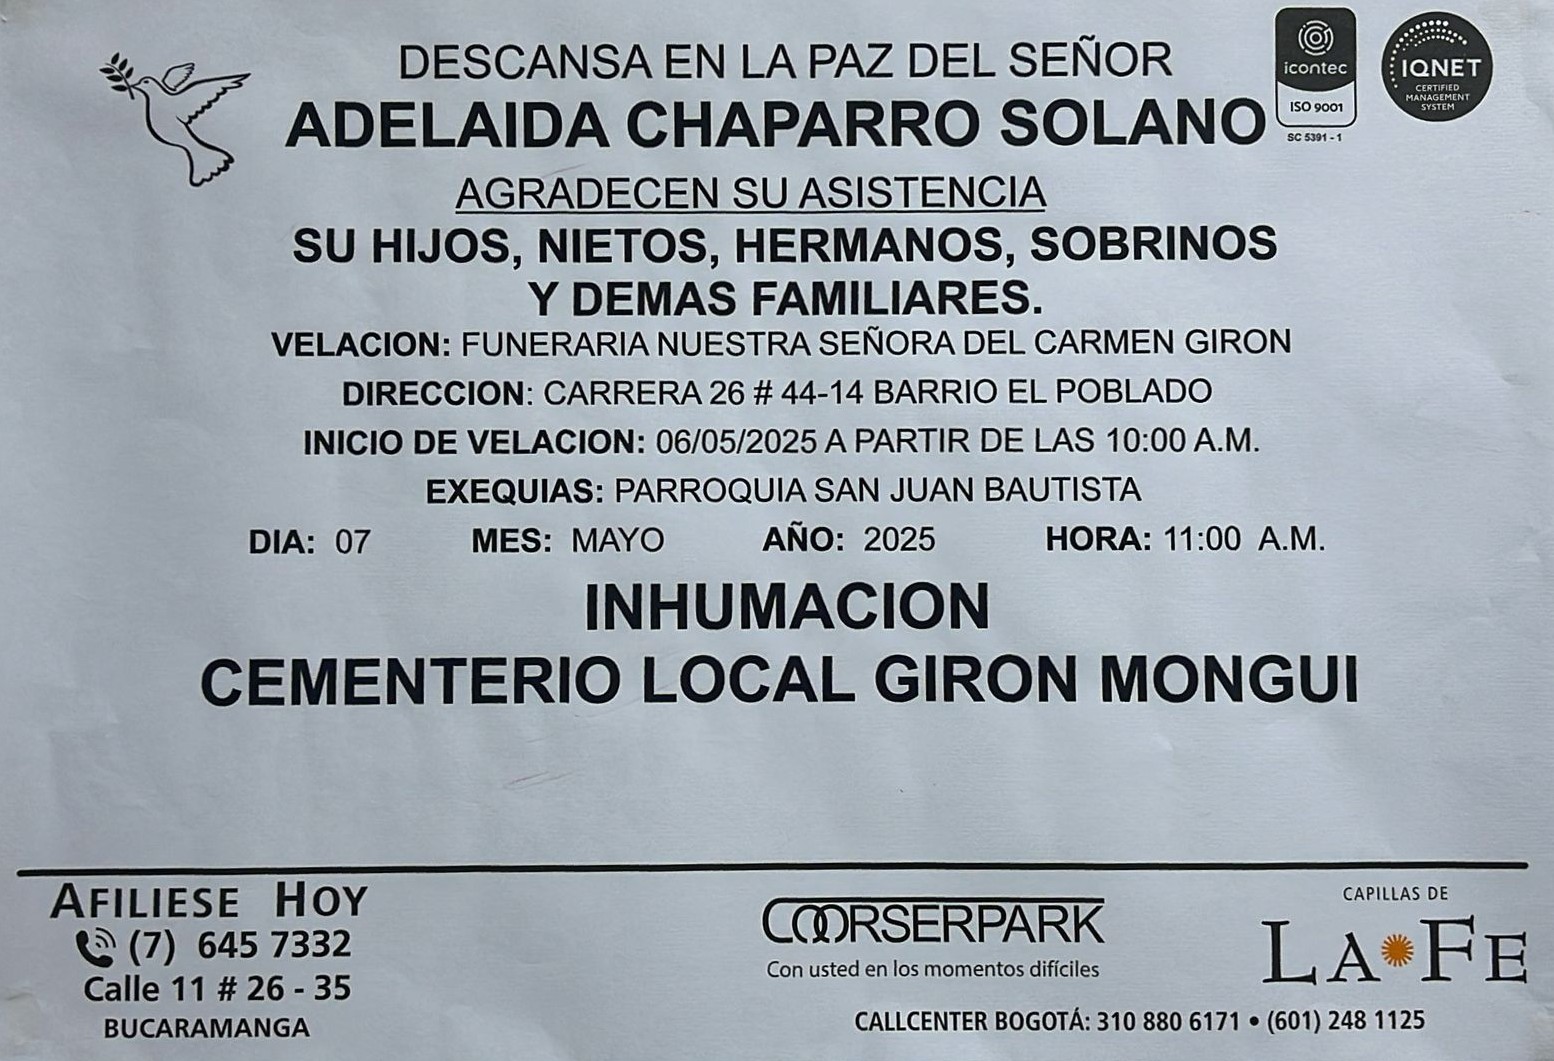 DESCANSA EN LA PAZ DEL SEÑOR
ADELAIDA CHAPARRO SOLANO
icontec
ISO 9001
SC 5391 - 1
IQNET
CERTIFIED
MANAGEMENT
SYSTEM
AGRADECEN SU ASISTENCIA
SU HIJOS, NIETOS, HERMANOS, SOBRINOS
Y DEMAS FAMILIARES.
VELACION: FUNERARIA NUESTRA SEÑORA DEL CARMEN GIRON
DIRECCION: CARRERA 26 # 44-14 BARRIO EL POBLADO
INICIO DE VELACION: 06/05/2025 A PARTIR DE LAS 10:00 A.M.
EXEQUIAS: PARROQUIA SAN JUAN BAUTISTA
DIA: 07 MES: MAYO AÑO: 2025 HORA: 11:00 A.M.
INHUMACION
CEMENTERIO LOCAL GIRON MONGUI
AFILIESE HOY
(7) 645 7332
Calle 11 # 26 - 35
BUCARAMANGA
COORSERPARK
Con usted en los momentos difíciles
CAPILLAS DE
LA FE
CALLCENTER BOGOTÁ: 310 880 6171 • (601) 248 1125